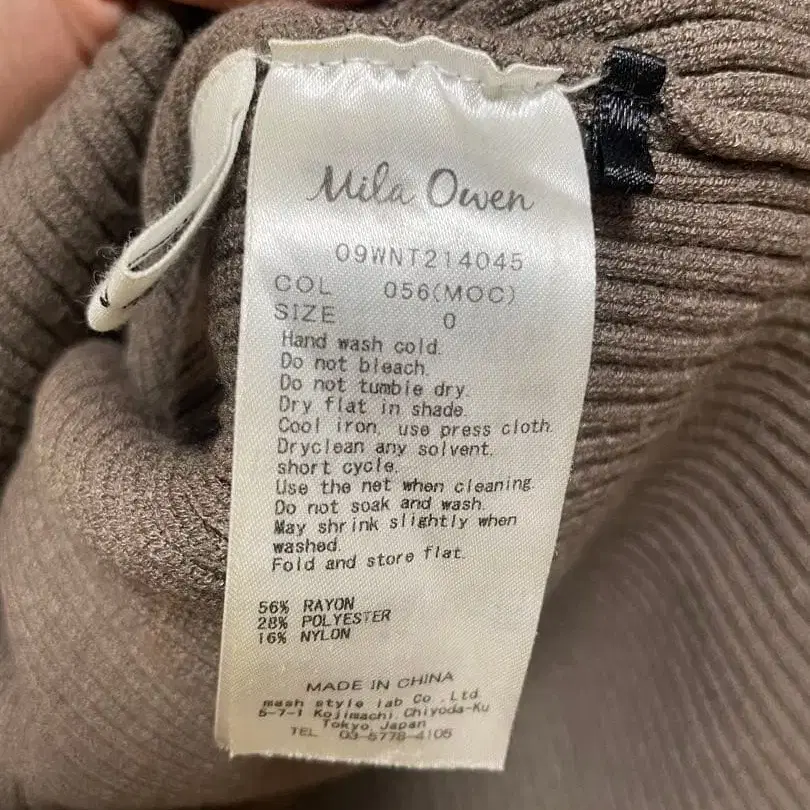 Mila Owen
09WNT214045
COL 056(MOC)
SIZE 0
Hand wash cold.
Do not bleach.
Do not tumble dry.
Dry flat in shade.
Cool iron, use press cloth.
Dryclean any solvent,
short cycle.
Use the net when cleaning.
Do not soak and wash.
May shrink slightly when
washed.
Fold and store flat.
56% RAYON
28% POLYESTER
16% NYLON
MADE IN CHINA
mash style lab Co.,Ltd.
5-7-1 Kojimachi,Chiyoda-Ku
Tokyo,Japan
TEL 03-5778-4105